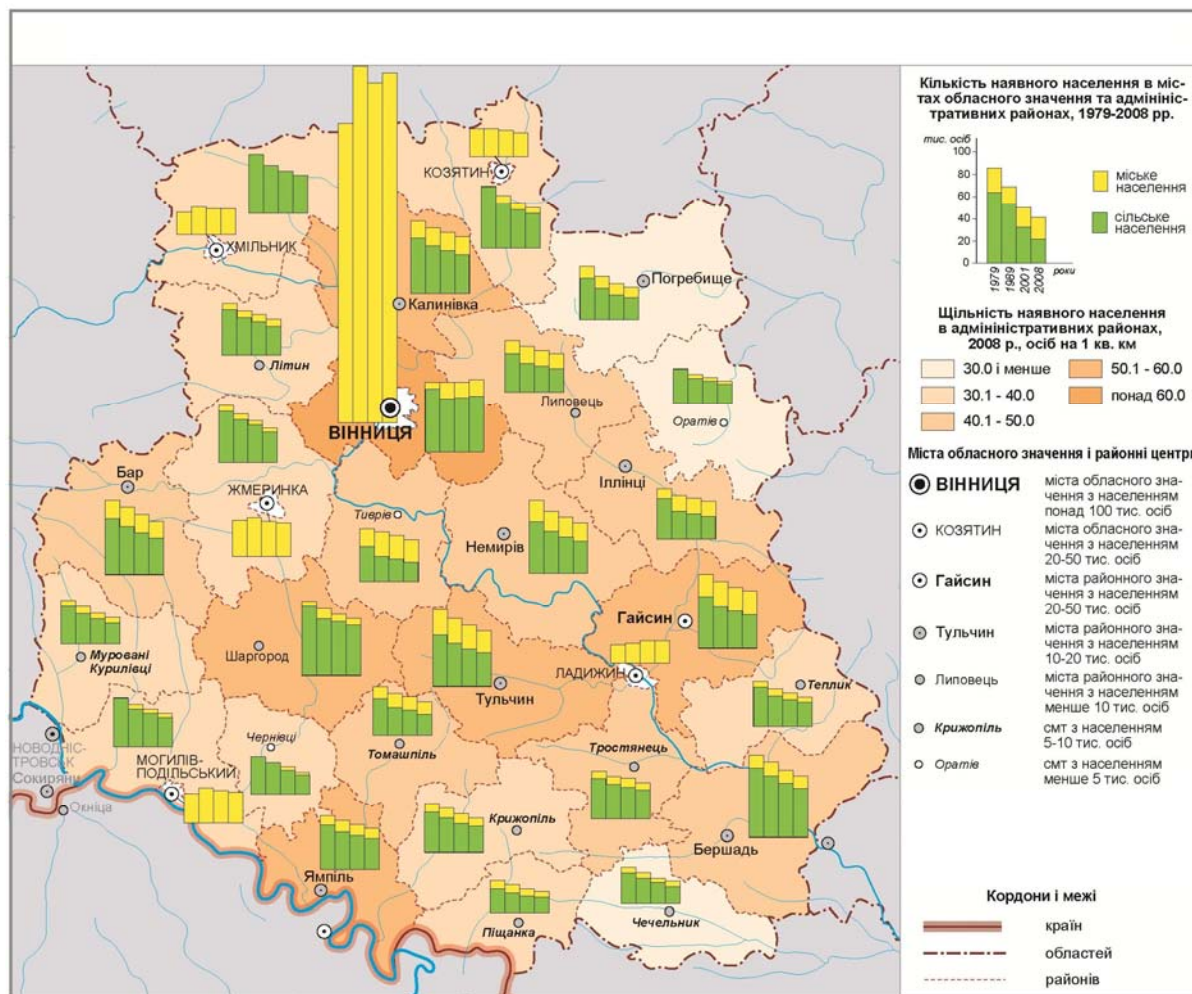 КОЗЯТИН
ХМІЛЬНИК
Погребище
Калинівка
Літин
Липовець
Оратів
ВІННИЦЯ
Бар
Іллінці
ЖМЕРИНКА
Тиврів
Немирів
Гайсин
Шаргород
Муровані
Курилівці
ЛАДИЖИН
Тульчин
Теплик
Чернівці
Томашпіль
Тростянець
НОВОДНІС-
ТРОВСЬК
Сокиряни
Окніца
МОГИЛІВ-
ПОДІЛЬСЬКИЙ
Крижопіль
Бершадь
Ямпіль
Піщанка
Чечельник
Кількість наявного населення в міс-
тах обласного значення та адмініс-
тративних районах, 1979-2008 рр.
тис. осіб
100
80
60
40
20
0
1979
1989
2001
2008
роки
міське
населення
сільське
населення
Щільність наявного населення
в адміністративних районах,
2008 р., осіб на 1 кв. км
30.0 і менше
50.1 - 60.0
30.1 - 40.0
понад 60.0
40.1 - 50.0
Міста обласного значення і районні центри
ВІННИЦЯ
міста обласного зна-
чення з населенням
понад 100 тис. осіб
КОЗЯТИН
міста обласного зна-
чення з населенням
20-50 тис. осіб
Гайсин
міста районного зна-
чення з населенням
20-50 тис. осіб
Тульчин
міста районного зна-
чення з населенням
10-20 тис. осіб
Липовець
міста районного зна-
чення з населенням
менше 10 тис. осіб
Крижопіль
смт з населенням
5-10 тис. осіб
Оратів
смт з населенням
менше 5 тис. осіб
Кордони і межі
країн
областей
районів